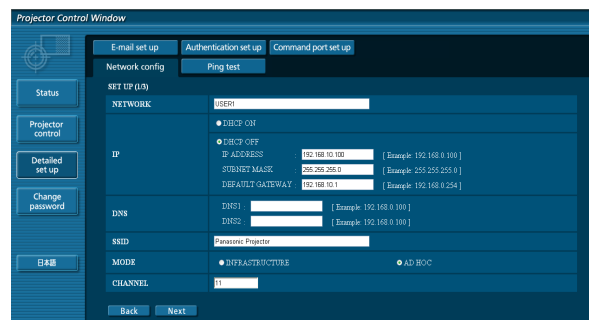 Projector Control Window
E-mail set up Authentication set up Command port set up
Network config Ping test
Status
Projector control
Detailed set up
Change password
日本語
SET UP (1/3)
NETWORK USER1
IP
DHCP ON
DHCP OFF
IP ADDRESS : 192.168.10.100 [ Example: 192.168.0.100 ]
SUBNET MASK : 255.255.255.0 [ Example: 255.255.255.0 ]
DEFAULT GATEWAY : 192.168.10.1 [ Example: 192.168.0.254 ]
DNS
DNS1 : [ Example: 192.168.0.100 ]
DNS2 : [ Example: 192.168.0.100 ]
SSID Panasonic Projector
MODE INFRASTRUCTURE AD HOC
CHANNEL 11
Back Next